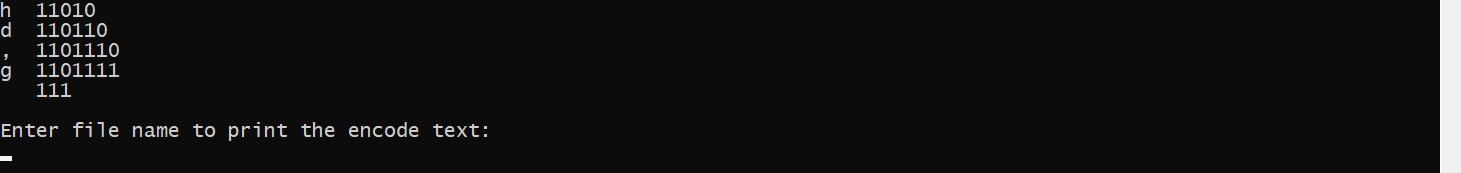 h  11010
d  110110
,  1101110
g  1101111
   111
Enter file name to print the encode text: